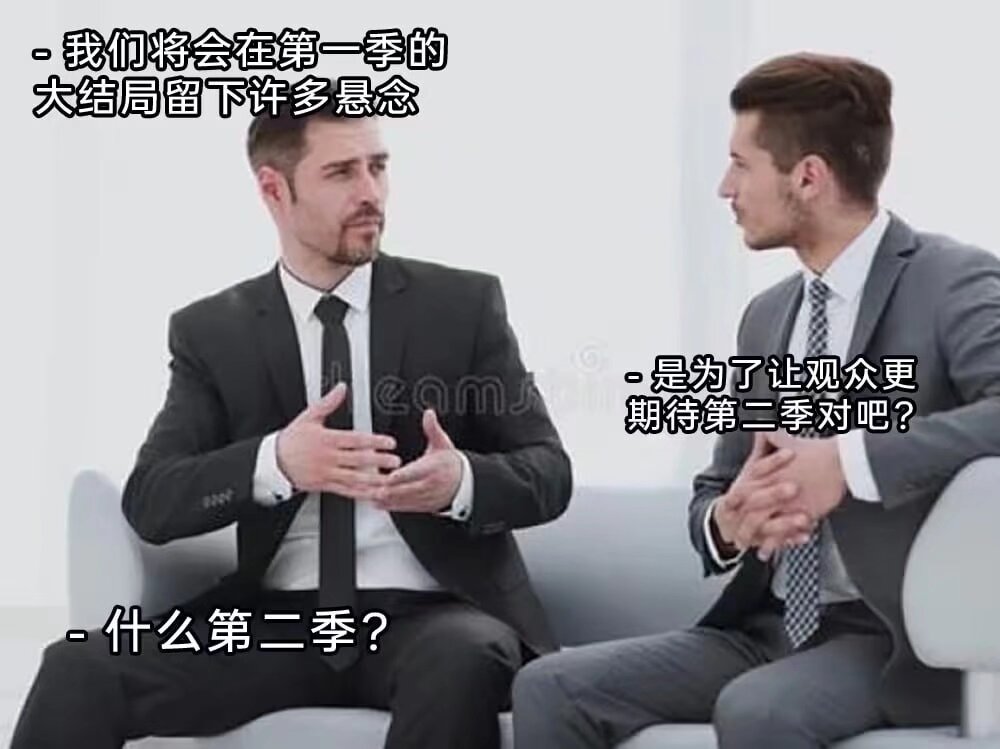 - 我们将会在第一季的
大结局留下许多悬念
- 是为了让观众更
期待第二季对吧?
- 什么第二季?